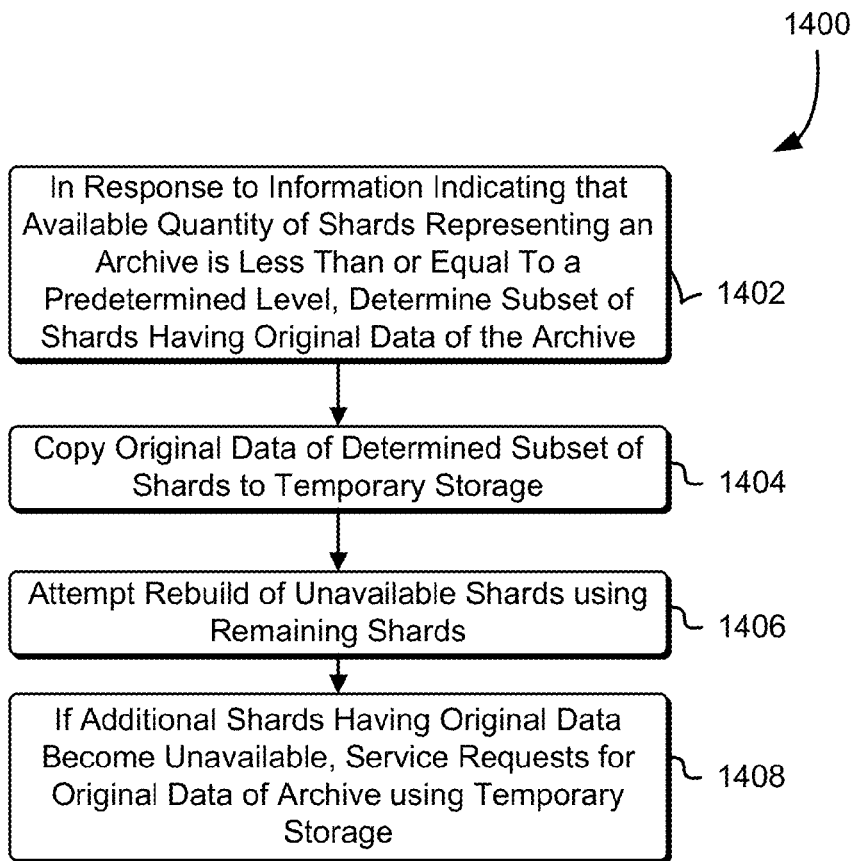 1400
In Response to Information Indicating that
Available Quantity of Shards Representing an
Archive is Less Than or Equal To a
Predetermined Level, Determine Subset of
Shards Having Original Data of the Archive
1402
Copy Original Data of Determined Subset of
Shards to Temporary Storage
1404
Attempt Rebuild of Unavailable Shards using
Remaining Shards
1406
If Additional Shards Having Original Data
Become Unavailable, Service Requests for
Original Data of Archive using Temporary
Storage
1408